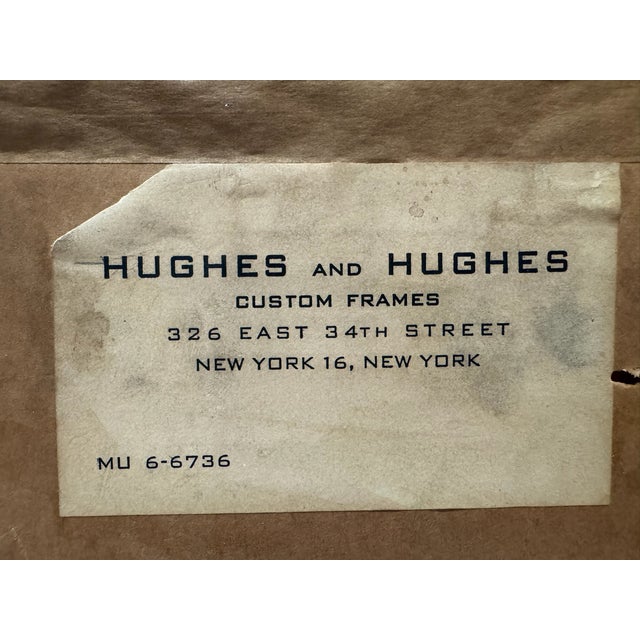 HUGHES AND HUGHES
CUSTOM FRAMES
326 EAST 34TH STREET
NEW YORK 16, NEW YORK
MU 6-6736